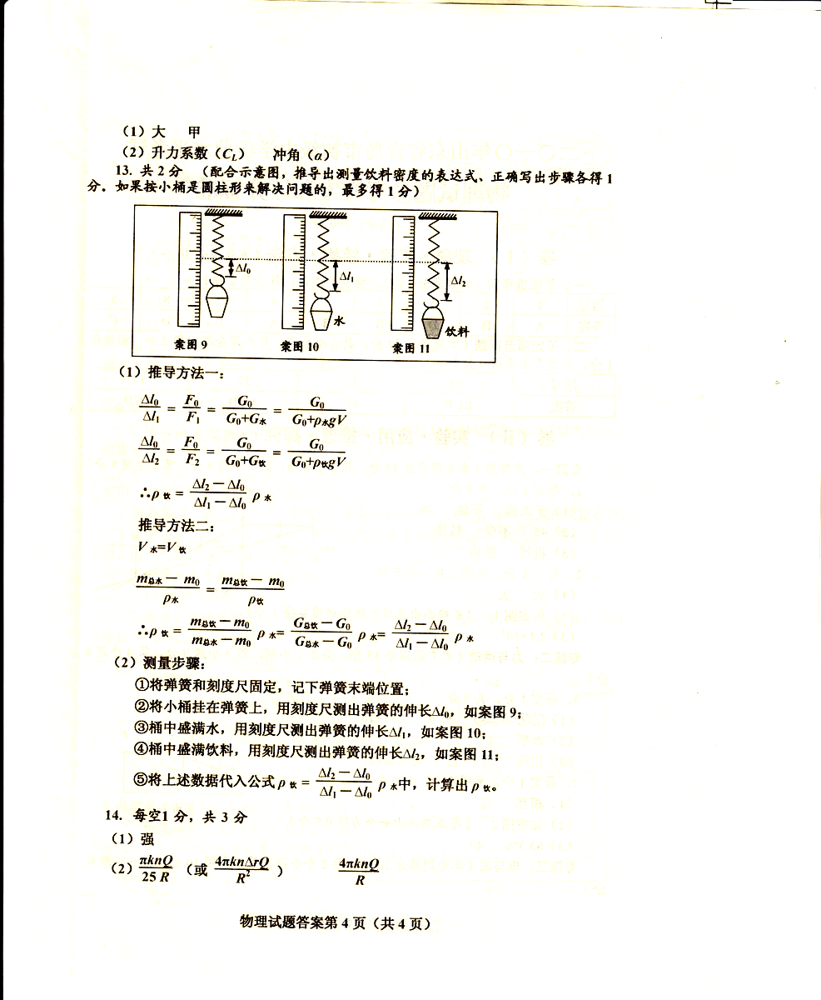 (1)大 甲
(2)升力系数(C_L) 冲角(α)
13. 共2分 (配合示意图,推导出测量饮料密度的表达式、正确写出步骤各得1
分。如果按小桶是圆柱形来解决问题的,最多得1分)
Δl₀ Δl₁ Δl₂
水 饮料
案图9 案图10 案图11
(1)推导方法一:
Δl₀/Δl₁ = F₀/F₁ = G₀/(G₀+G水) = G₀/(G₀+ρ水gV)
Δl₀/Δl₂ = F₀/F₂ = G₀/(G₀+G饮) = G₀/(G₀+ρ饮gV)
∴ρ饮 = (Δl₂-Δl₀)/(Δl₁-Δl₀) ρ水
推导方法二:
V水=V饮
(m总水-m₀)/ρ水 = (m总饮-m₀)/ρ饮
∴ρ饮 = (m总饮-m₀)/(m总水-m₀) ρ水= (G总饮-G₀)/(G总水-G₀) ρ水= (Δl₂-Δl₀)/(Δl₁-Δl₀) ρ水
(2)测量步骤:
①将弹簧和刻度尺固定,记下弹簧末端位置;
②将小桶挂在弹簧上,用刻度尺测出弹簧的伸长Δl₀,如案图9;
③桶中盛满水,用刻度尺测出弹簧的伸长Δl₁,如案图10;
④桶中盛满饮料,用刻度尺测出弹簧的伸长Δl₂,如案图11;
⑤将上述数据代入公式ρ饮 = (Δl₂-Δl₀)/(Δl₁-Δl₀) ρ水中,计算出ρ饮。
14. 每空1分,共3分
(1)强
(2) πknQ/25R (或 4πknΔrQ/R² ) 4πknQ/R
物理试题答案第4页(共4页)